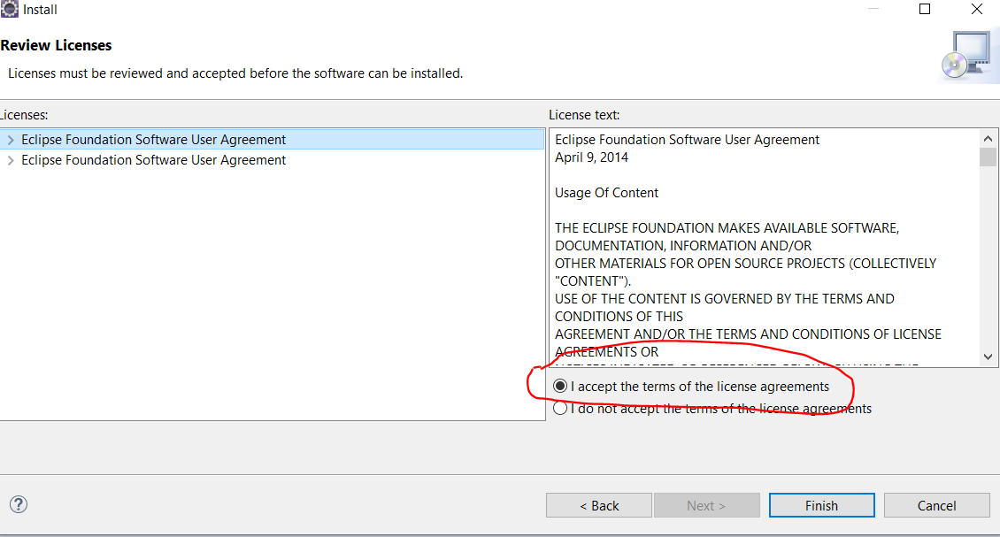 Install
Review Licenses
Licenses must be reviewed and accepted before the software can be installed.
Licenses:
Eclipse Foundation Software User Agreement
Eclipse Foundation Software User Agreement
License text:
Eclipse Foundation Software User Agreement
April 9, 2014
Usage Of Content
THE ECLIPSE FOUNDATION MAKES AVAILABLE SOFTWARE,
DOCUMENTATION, INFORMATION AND/OR
OTHER MATERIALS FOR OPEN SOURCE PROJECTS (COLLECTIVELY
"CONTENT").
USE OF THE CONTENT IS GOVERNED BY THE TERMS AND
CONDITIONS OF THIS
AGREEMENT AND/OR THE TERMS AND CONDITIONS OF LICENSE
AGREEMENTS OR
I accept the terms of the license agreements
I do not accept the terms of the license agreements
?
< Back
Next >
Finish
Cancel